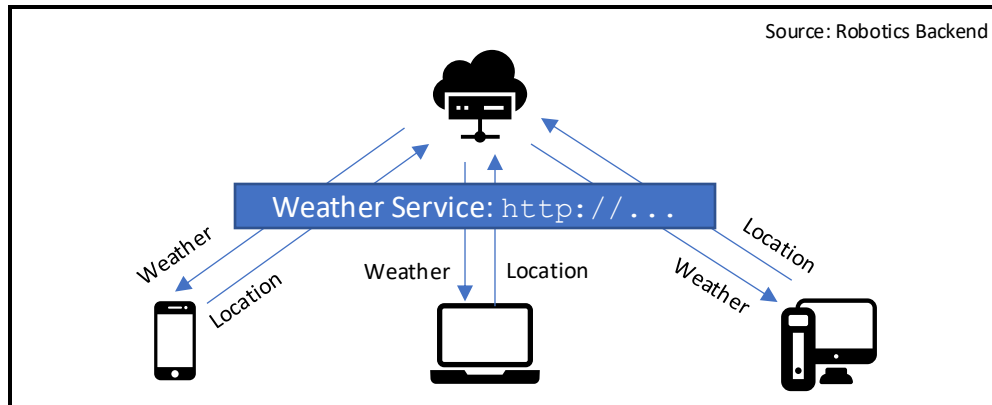 Source: Robotics Backend
Weather Service: http://...
Weather
Location
Weather
Location
Weather
Location